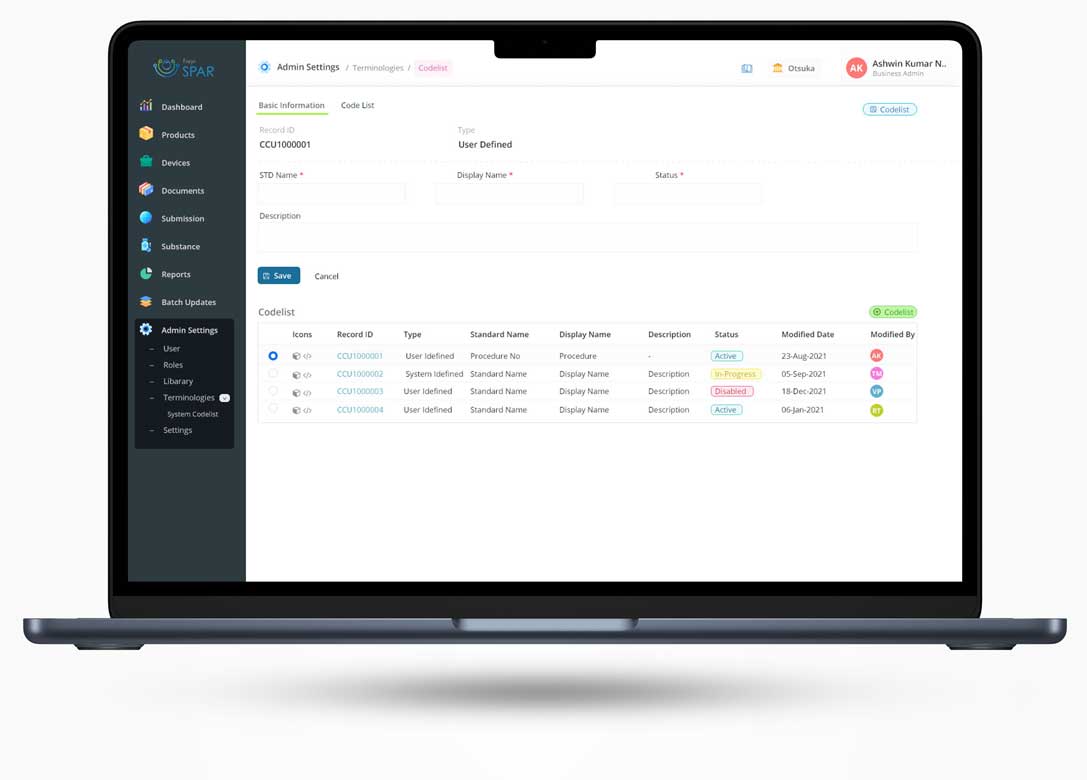 Freyr
SPAR
Dashboard
Products
Devices
Documents
Submission
Substance
Reports
Batch Updates
Admin Settings
– User
– Roles
– Libarary
– Terminologies
System Codelist
– Settings
Admin Settings / Terminologies / Codelist
Otsuka
AK
Ashwin Kumar N..
Business Admin
Basic Information Code List
Codelist
Record ID Type
CCU1000001 User Defined
STD Name * Display Name * Status *
Description
Save Cancel
Codelist
Codelist
Icons Record ID Type Standard Name Display Name Description Status Modified Date Modified By
CCU1000001 User Idefined Procedure No Procedure - Active 23-Aug-2021 AK
CCU1000002 System Idefined Standard Name Display Name Description In-Progress 05-Sep-2021 TM
CCU1000003 User Idefined Standard Name Display Name Description Disabled 18-Dec-2021 VP
CCU1000004 User Idefined Standard Name Display Name Description Active 06-Jan-2021 RT